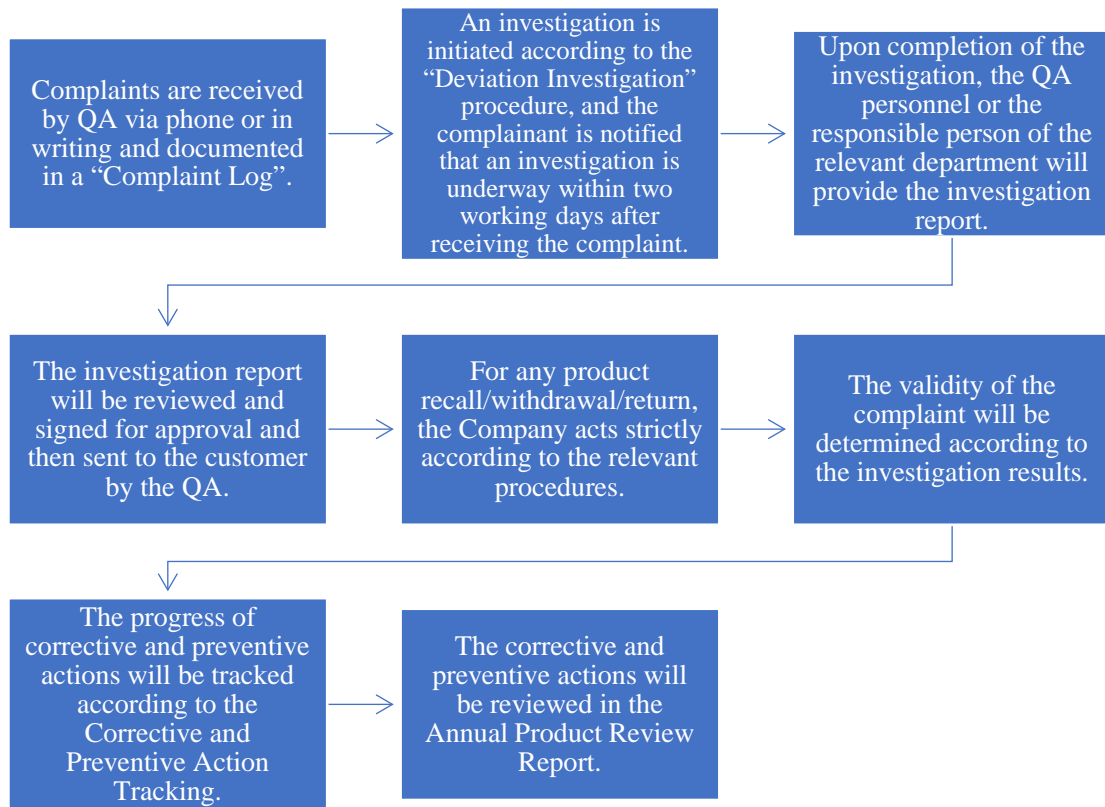 Complaints are received
by QA via phone or in
writing and documented
in a “Complaint Log”.
An investigation is
initiated according to the
“Deviation Investigation”
procedure, and the
complainant is notified
that an investigation is
underway within two
working days after
receiving the complaint.
Upon completion of the
investigation, the QA
personnel or the
responsible person of the
relevant department will
provide the investigation
report.
The investigation report
will be reviewed and
signed for approval and
then sent to the customer
by the QA.
For any product
recall/withdrawal/return,
the Company acts strictly
according to the relevant
procedures.
The validity of the
complaint will be
determined according to
the investigation results.
The progress of
corrective and preventive
actions will be tracked
according to the
Corrective and
Preventive Action
Tracking.
The corrective and
preventive actions will
be reviewed in the
Annual Product Review
Report.